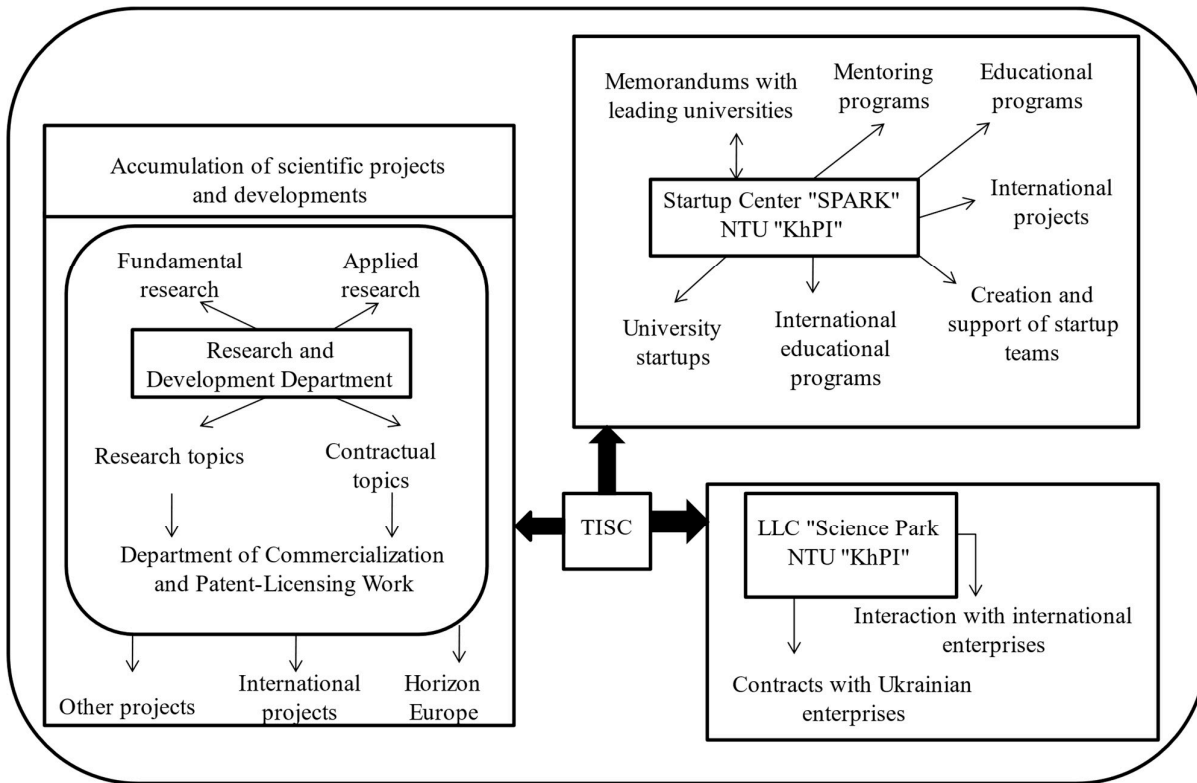 Accumulation of scientific projects
and developments
Fundamental
research
Applied
research
Research and
Development Department
Research topics
Contractual
topics
Department of Commercialization
and Patent-Licensing Work
Other projects
International
projects
Horizon
Europe
TISC
Memorandums with
leading universities
Mentoring
programs
Educational
programs
Startup Center "SPARK"
NTU "KhPI"
International
projects
University
startups
International
educational
programs
Creation and
support of startup
teams
LLC "Science Park
NTU "KhPI"
Interaction with international
enterprises
Contracts with Ukrainian
enterprises